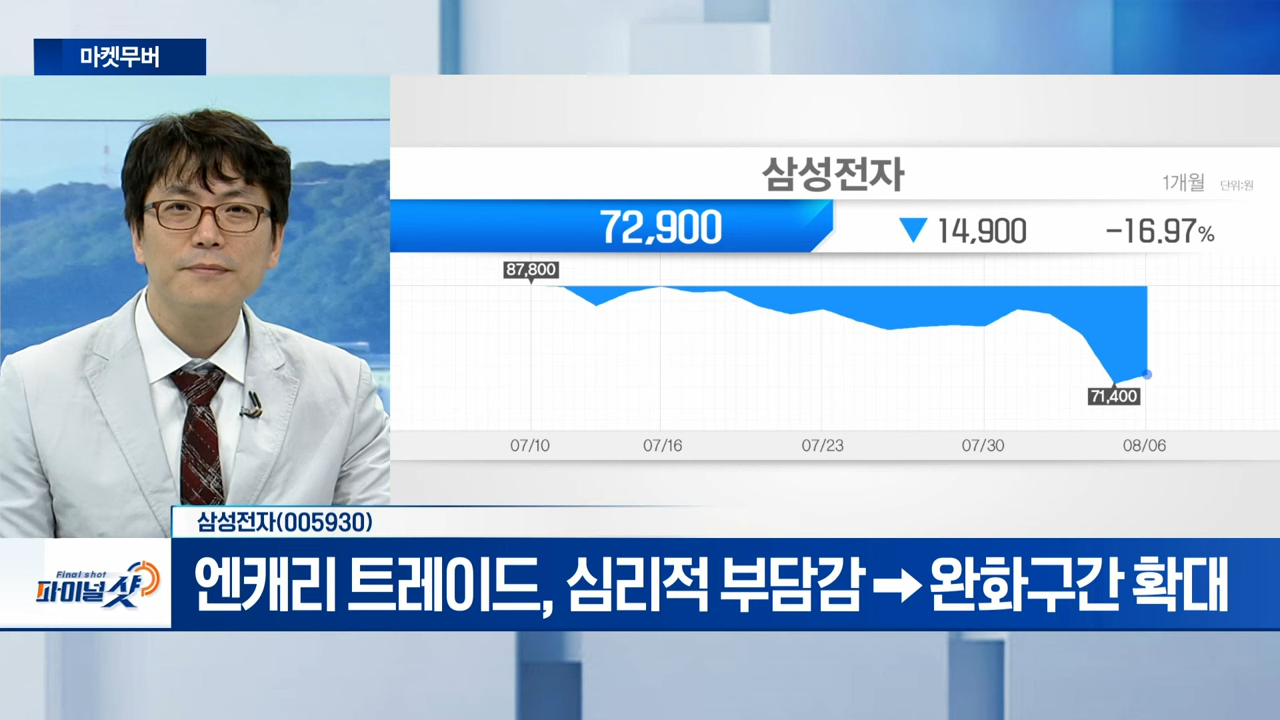 마켓무버
삼성전자
1개월 단위:원
72,900 ▼ 14,900 -16.97%
87,800
71,400
07/10 07/16 07/23 07/30 08/06
삼성전자(005930)
Final shot
파이널샷
엔캐리 트레이드, 심리적 부담감➡완화구간 확대